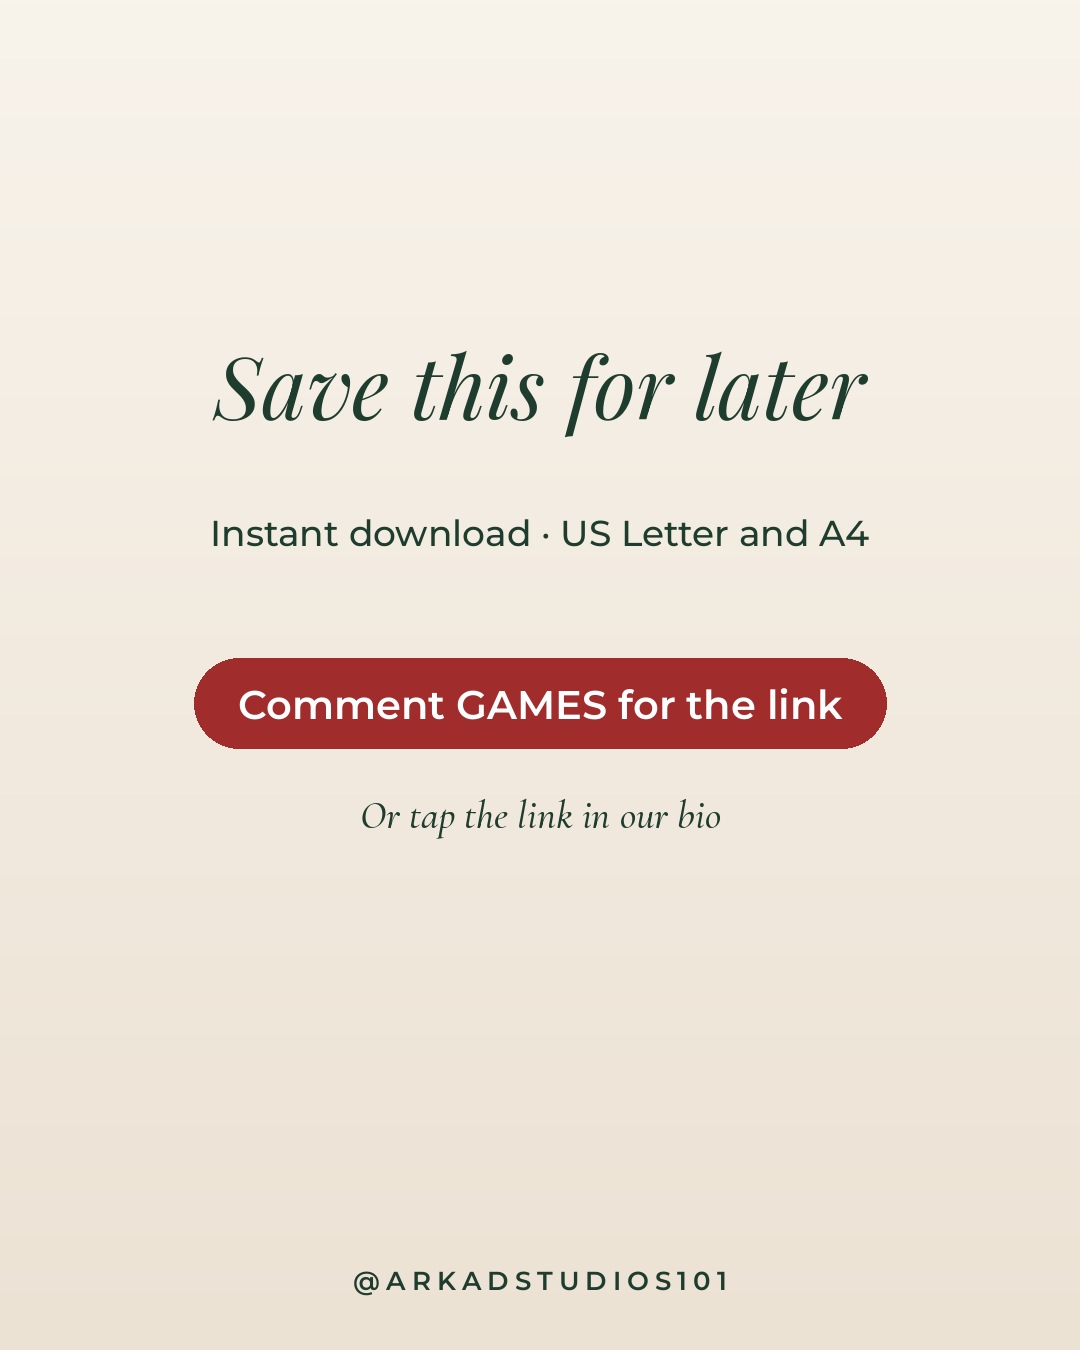 Save this for later
Instant download · US Letter and A4
Comment GAMES for the link
Or tap the link in our bio
@ARKADSTUDIOS101